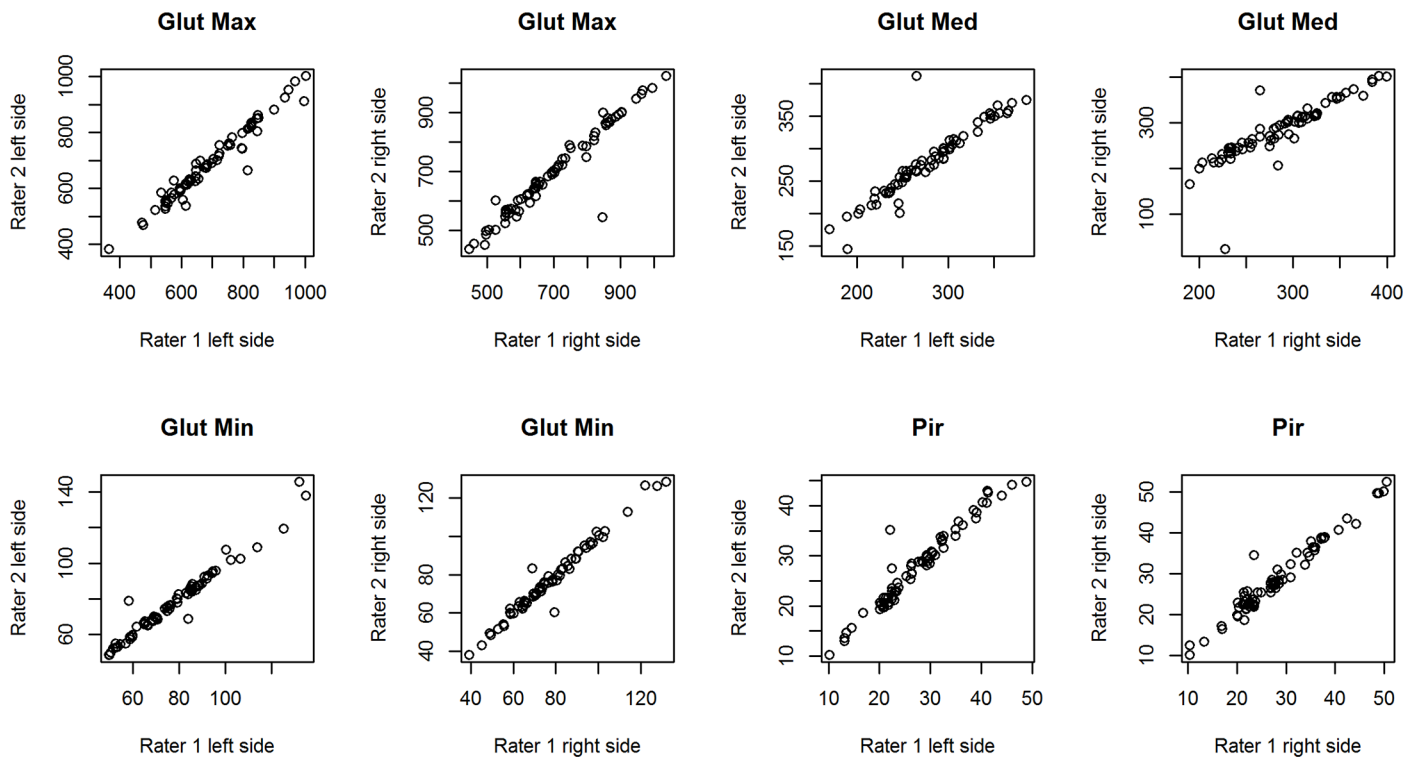 Glut Max
Rater 2 left side
400 600 800 1000
400 600 800 1000
Rater 1 left side
Glut Max
Rater 2 right side
500 700 900
500 700 900
Rater 1 right side
Glut Med
Rater 2 left side
150 250 350
200 300
Rater 1 left side
Glut Med
Rater 2 right side
100 300
200 300 400
Rater 1 right side
Glut Min
Rater 2 left side
60 100 140
60 80 100
Rater 1 left side
Glut Min
Rater 2 right side
40 60 80 120
40 60 80 120
Rater 1 right side
Pir
Rater 2 left side
10 20 30 40
10 20 30 40 50
Rater 1 left side
Pir
Rater 2 right side
10 20 30 40 50
10 20 30 40 50
Rater 1 right side